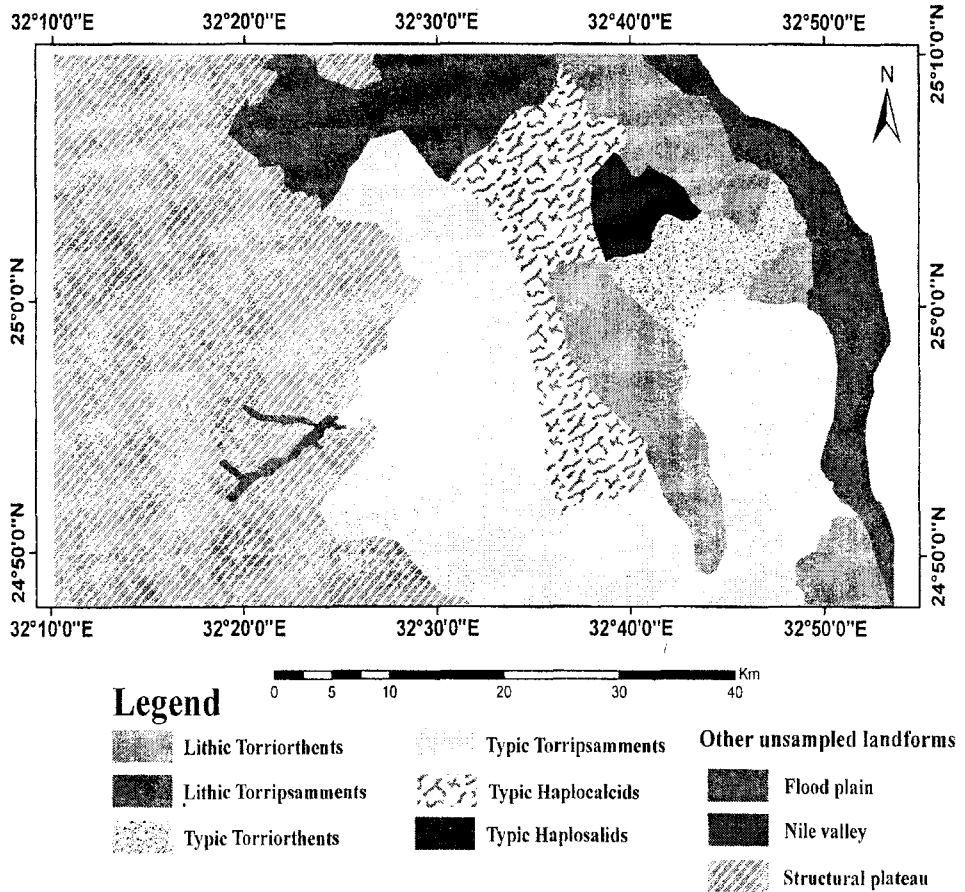 32°10'0"E 32°20'0"E 32°30'0"E 32°40'0"E 32°50'0"E
25°10'0"N
N
25°0'0"N
24°50'0"N
25°10'0"N
25°0'0"N
24°50'0"N
32°10'0"E 32°20'0"E 32°30'0"E 32°40'0"E 32°50'0"E
Km
0 5 10 20 30 40
Legend
Lithic Torriorthents
Lithic Torripsamments
Typic Torriorthents
Typic Torripsamments
Typic Haplocalcids
Typic Haplosalids
Other unsampled landforms
Flood plain
Nile valley
Structural plateau